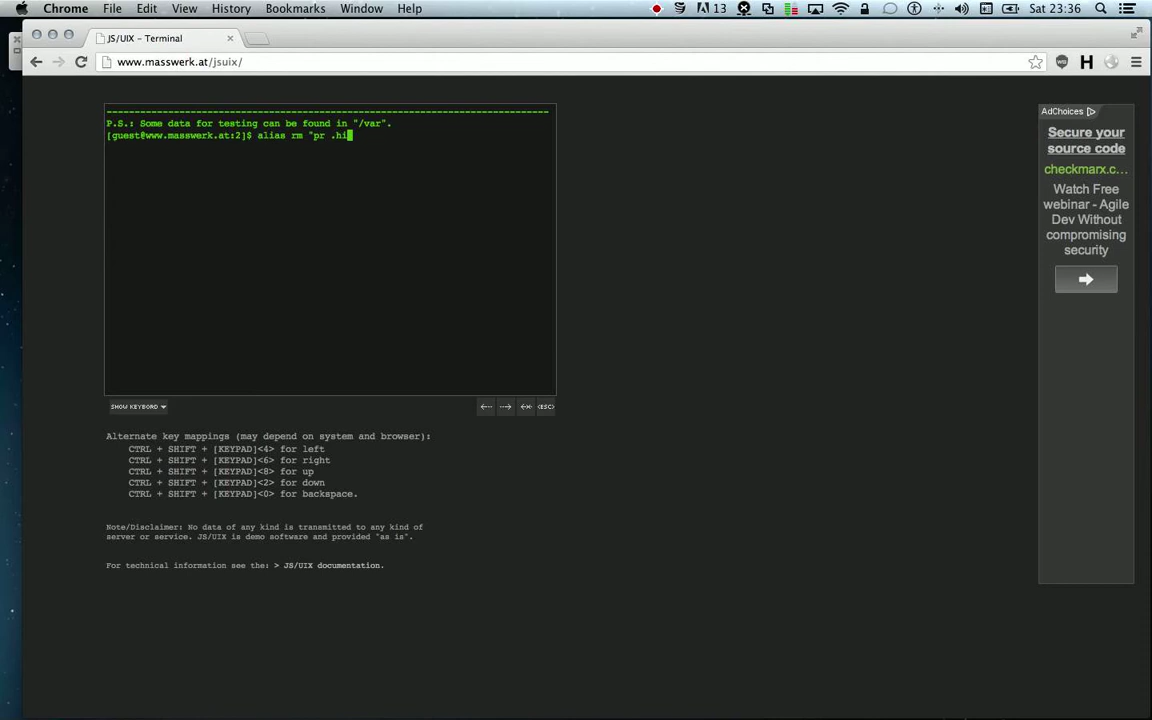 Chrome File Edit View History Bookmarks Window Help 13 Sat 23:36
JS/UIX – Terminal
www.masswerk.at/jsuix/
P.S.: Some data for testing can be found in "/var".
[guest@www.masswerk.at:2]$ alias rm "pr .hi
SHOW KEYBORD
<ESC>
Alternate key mappings (may depend on system and browser):
CTRL + SHIFT + [KEYPAD]<4> for left
CTRL + SHIFT + [KEYPAD]<6> for right
CTRL + SHIFT + [KEYPAD]<8> for up
CTRL + SHIFT + [KEYPAD]<2> for down
CTRL + SHIFT + [KEYPAD]<0> for backspace.
Note/Disclaimer: No data of any kind is transmitted to any kind of
server or service. JS/UIX is demo software and provided "as is".
For technical information see the: > JS/UIX documentation.
AdChoices
Secure your
source code
checkmarx.c...
Watch Free
webinar - Agile
Dev Without
compromising
security